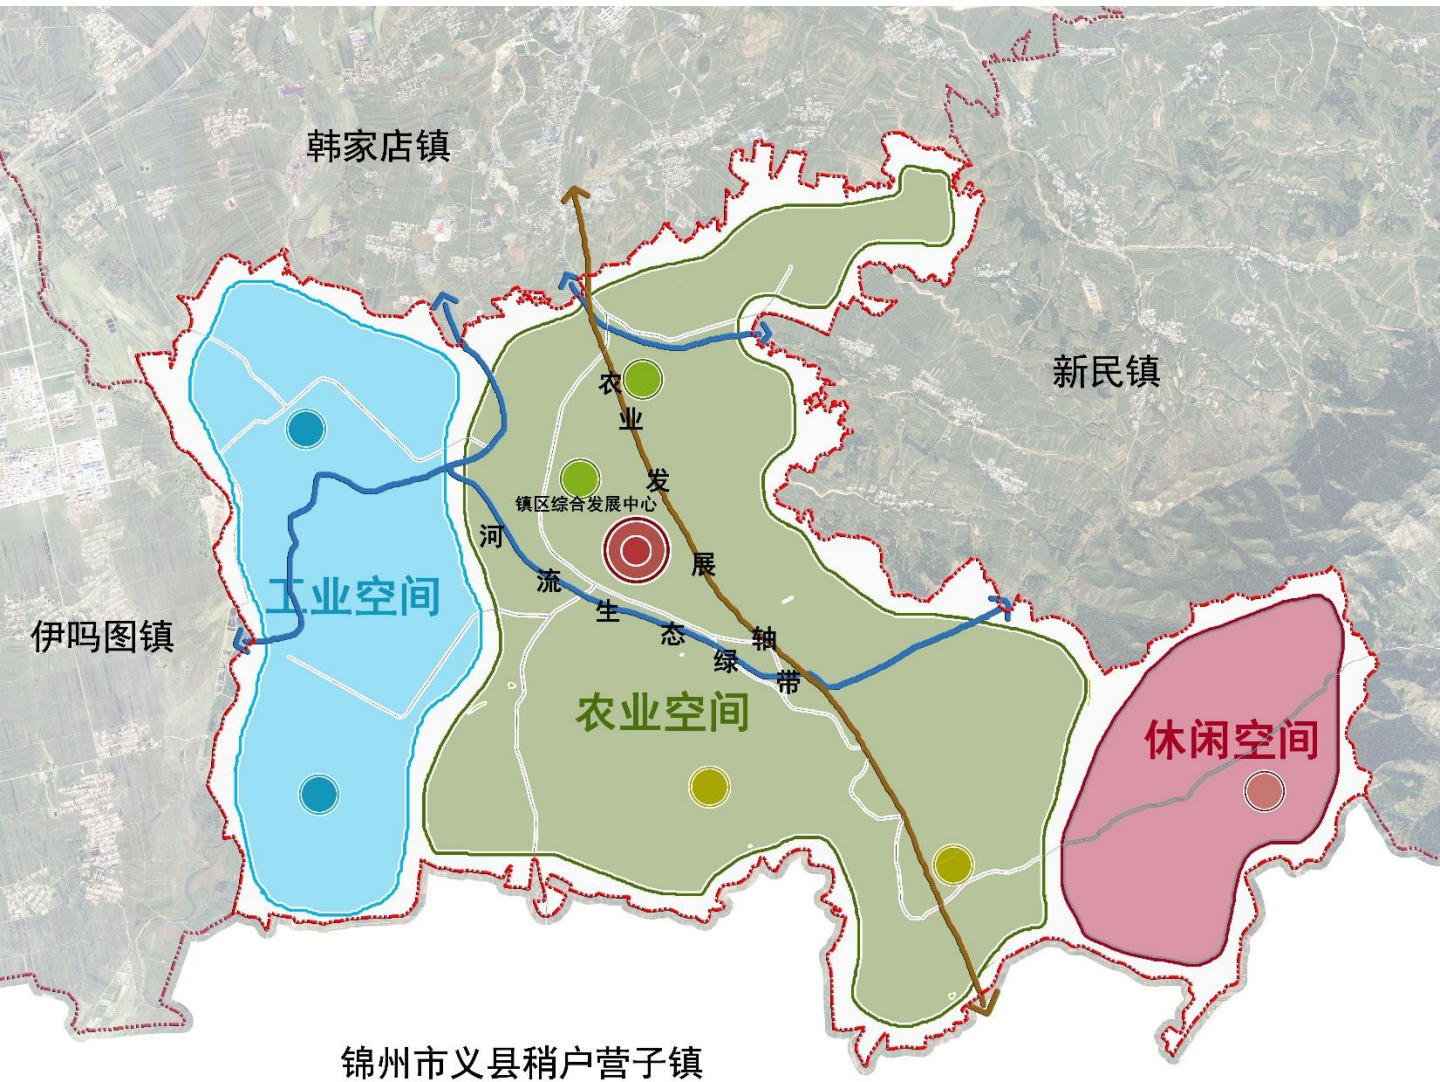 韩家店镇
新民镇
农业发展轴
镇区综合发展中心
河流生态绿带
工业空间
伊吗图镇
农业空间
休闲空间
锦州市义县稍户营子镇